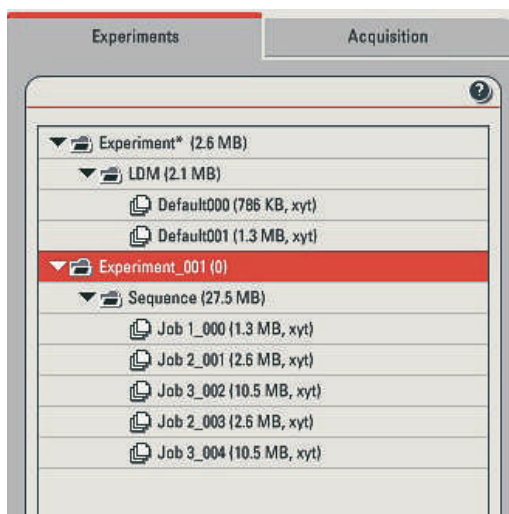 Experiments
Acquisition
?
Experiment* (2.6 MB)
LDM (2.1 MB)
Default000 (786 KB, xyt)
Default001 (1.3 MB, xyt)
Experiment_001 (0)
Sequence (27.5 MB)
Job 1_000 (1.3 MB, xyt)
Job 2_001 (2.6 MB, xyt)
Job 3_002 (10.5 MB, xyt)
Job 2_003 (2.6 MB, xyt)
Job 3_004 (10.5 MB, xyt)